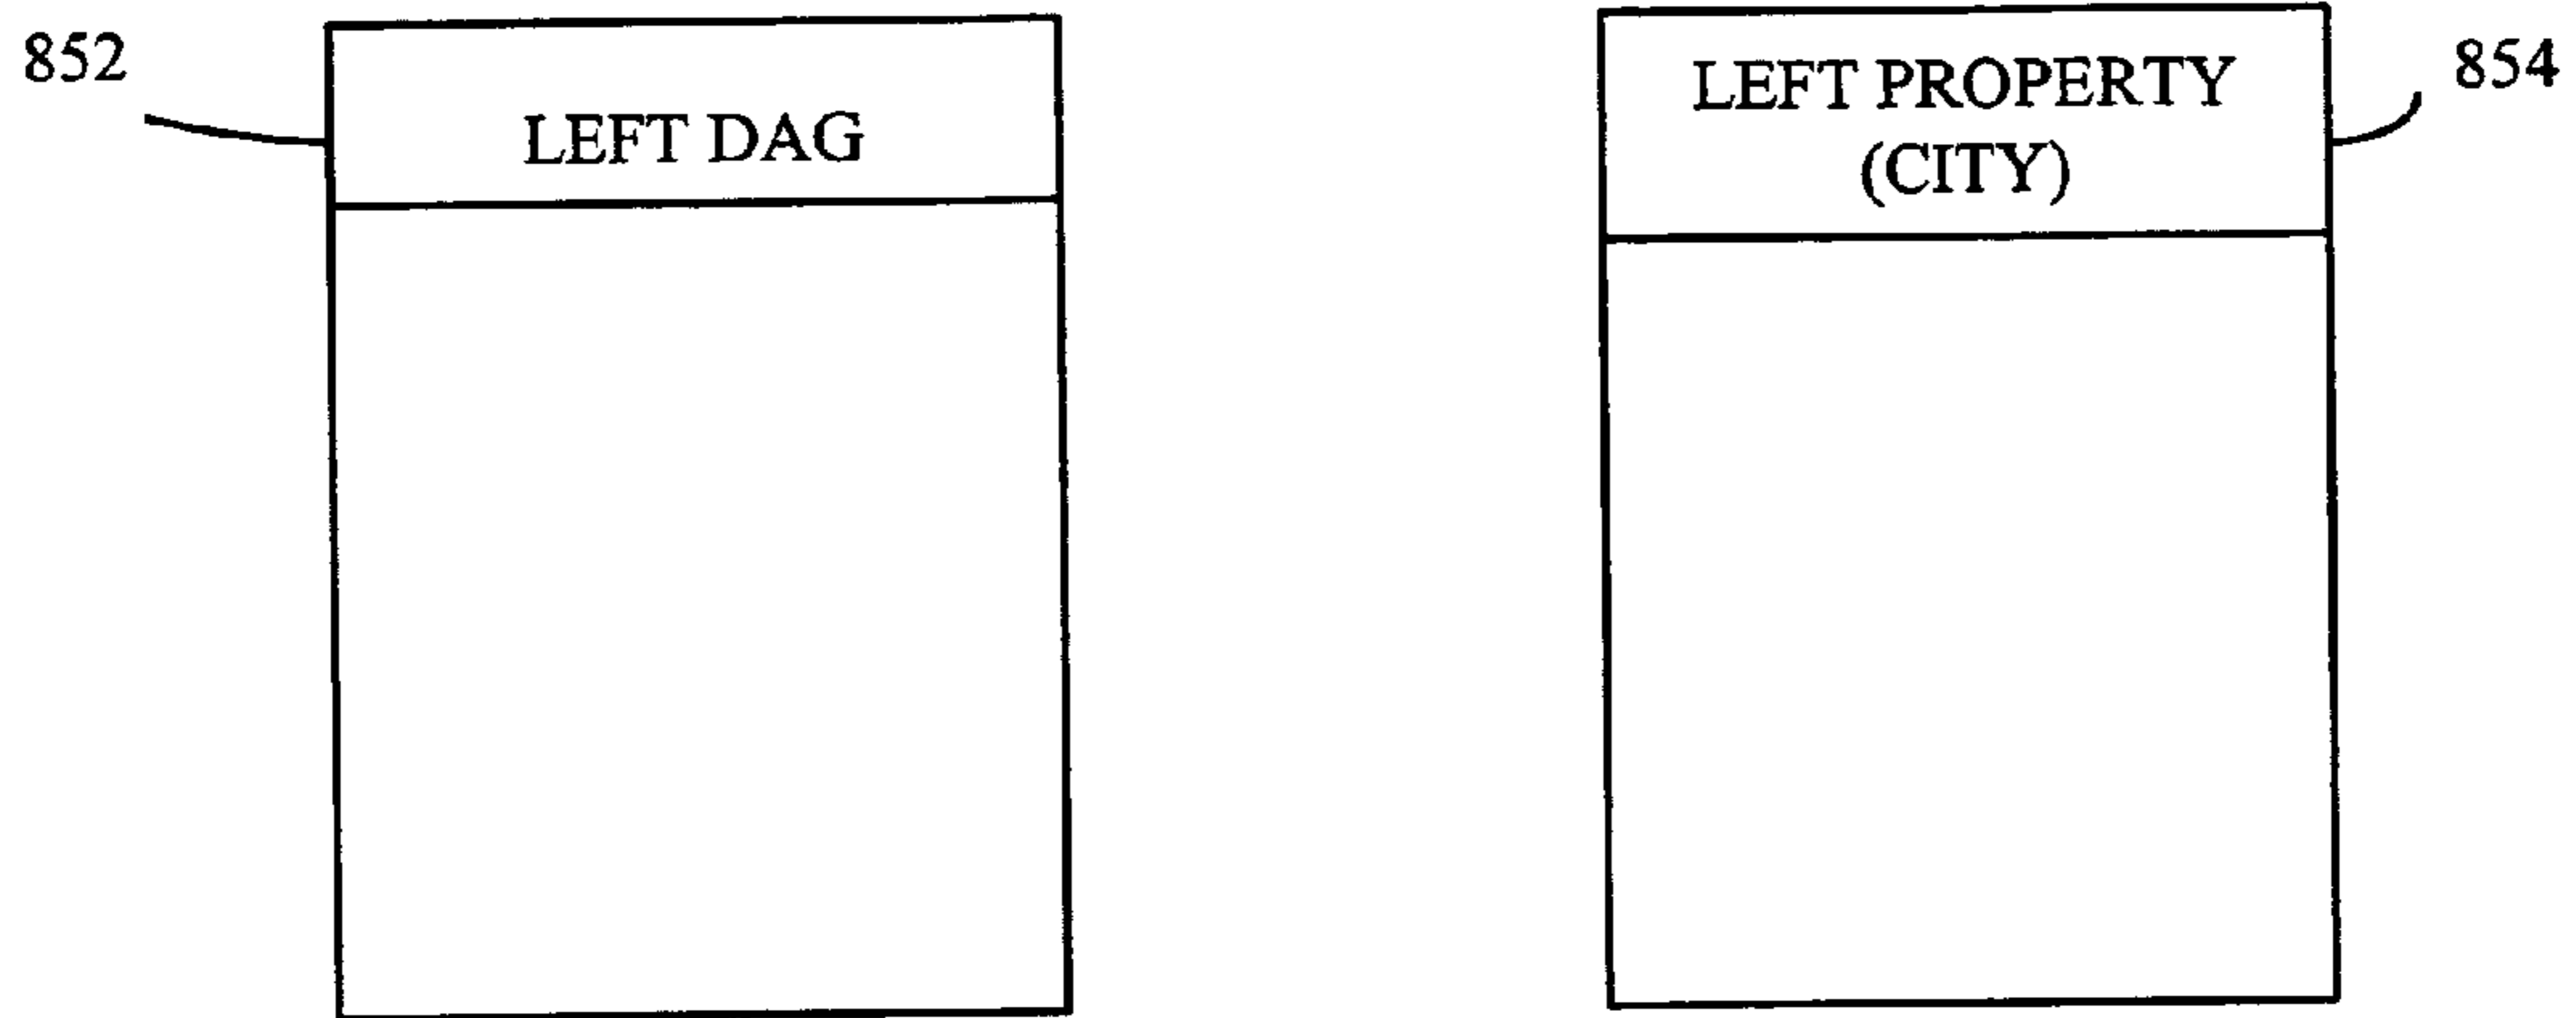 852
LEFT DAG
LEFT PROPERTY
(CITY)
854